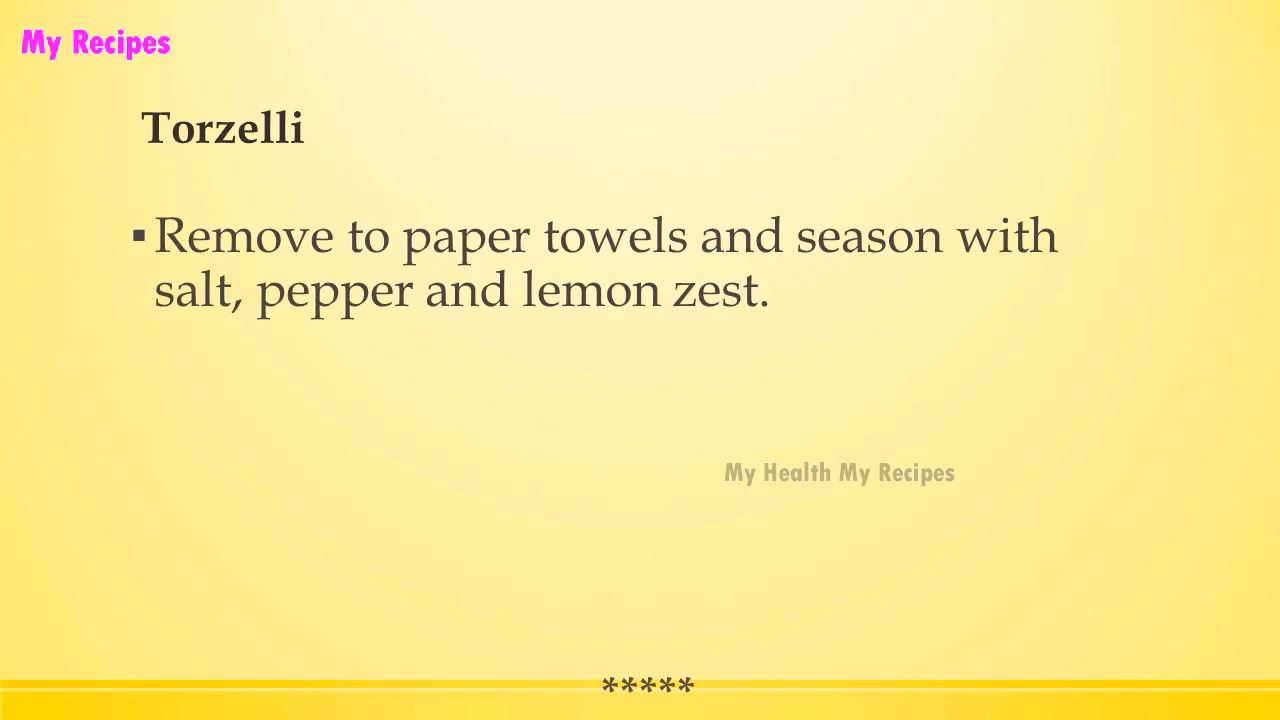 My Recipes
Torzelli
▪ Remove to paper towels and season with
salt, pepper and lemon zest.
My Health My Recipes
*****